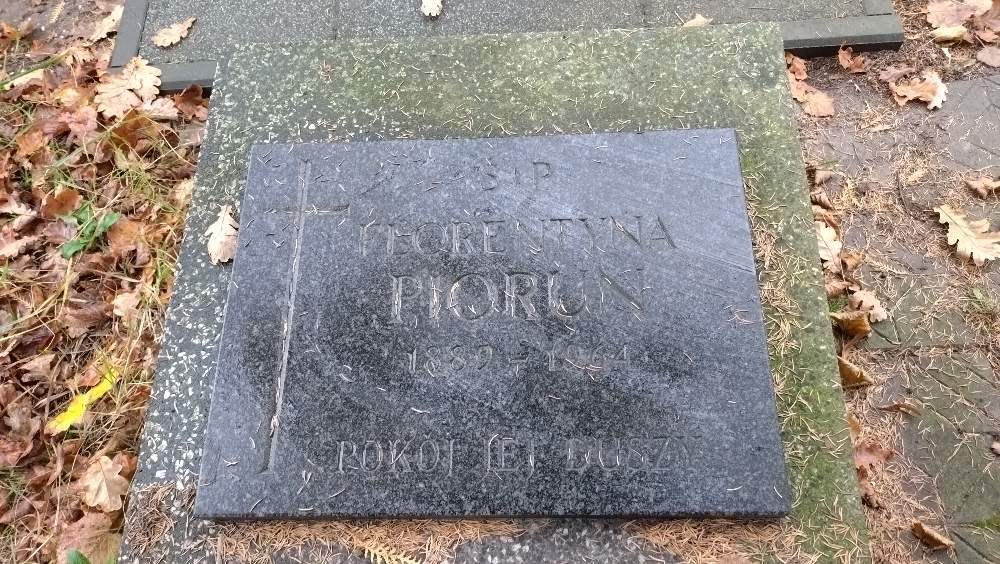 Ś P
FLORENTYNA
PIORUN
1889 - 1964
POKÓJ JEJ DUSZY